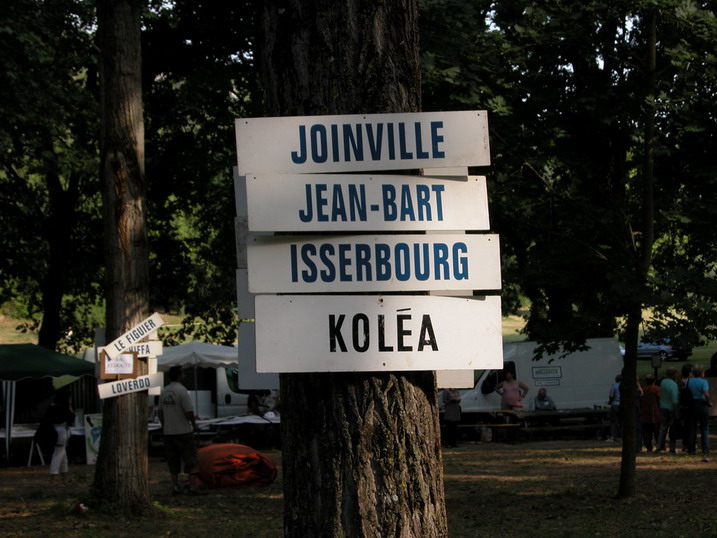 JOINVILLE
JEAN-BART
ISSERBOURG
KOLÉA
LE FIGUIER
LOVERDO